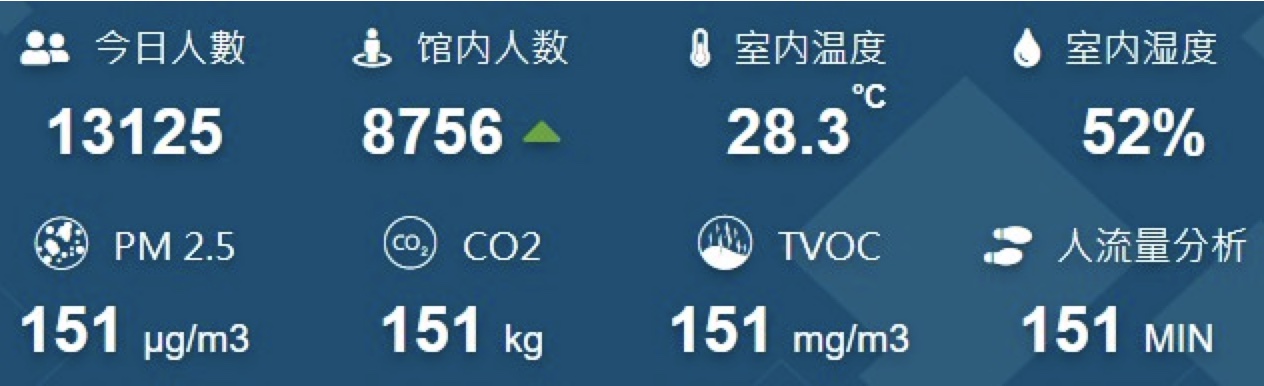 今日人數 馆内人数 室内温度 室内湿度
13125 8756 28.3 °C 52%
PM 2.5 CO2 CO2 TVOC 人流量分析
151 µg/m3 151 kg 151 mg/m3 151 MIN